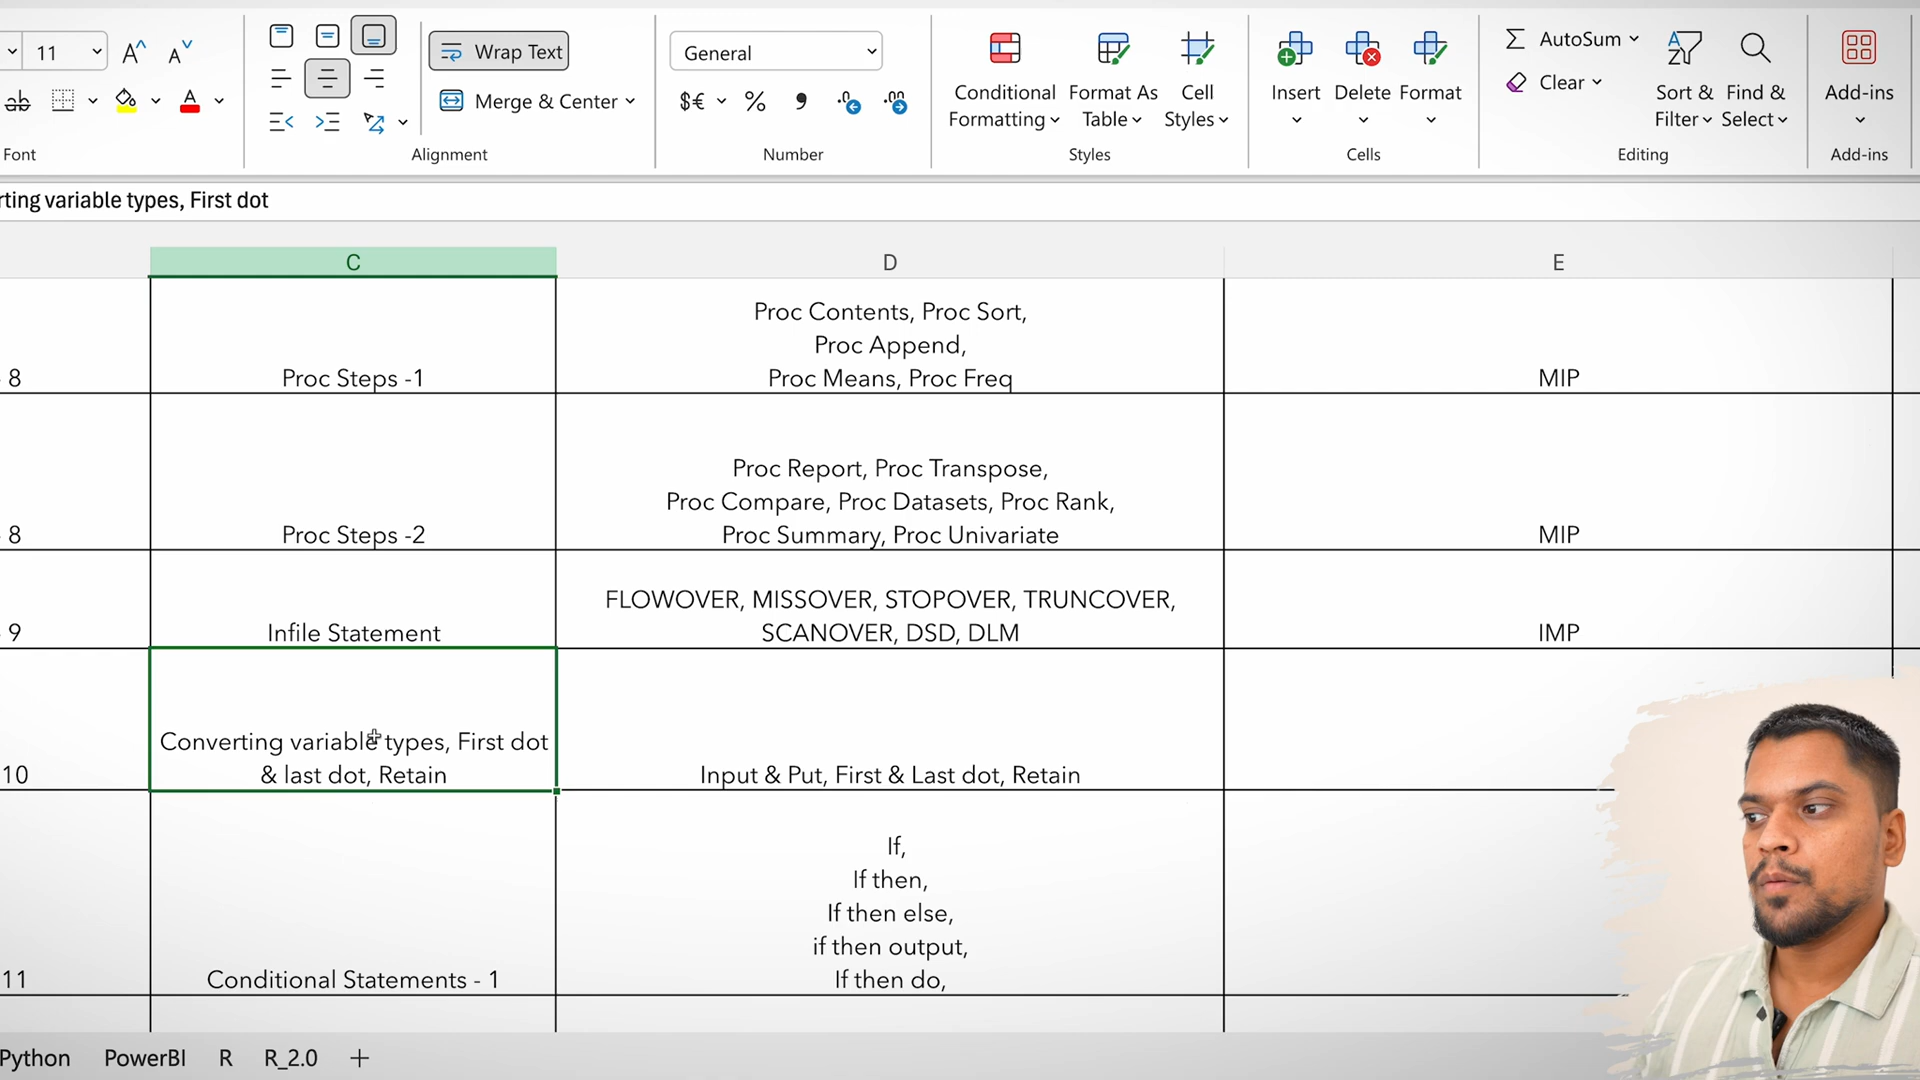 11
Wrap Text
General
AutoSum
ab
A
Merge & Center
$€
%
Conditional
Formatting
Format As
Table
Cell
Styles
Insert
Delete
Format
Clear
Sort &
Filter
Find &
Select
Add-ins
Font
Alignment
Number
Styles
Cells
Editing
Add-ins
rting variable types, First dot
C
D
E
Proc Contents, Proc Sort,
Proc Append,
8
Proc Steps -1
Proc Means, Proc Freq
MIP
Proc Report, Proc Transpose,
Proc Compare, Proc Datasets, Proc Rank,
8
Proc Steps -2
Proc Summary, Proc Univariate
MIP
FLOWOVER, MISSOVER, STOPOVER, TRUNCOVER,
9
Infile Statement
SCANOVER, DSD, DLM
IMP
Converting variable types, First dot
10
& last dot, Retain
Input & Put, First & Last dot, Retain
If,
If then,
If then else,
if then output,
11
Conditional Statements - 1
If then do,
Python
PowerBI
R
R_2.0